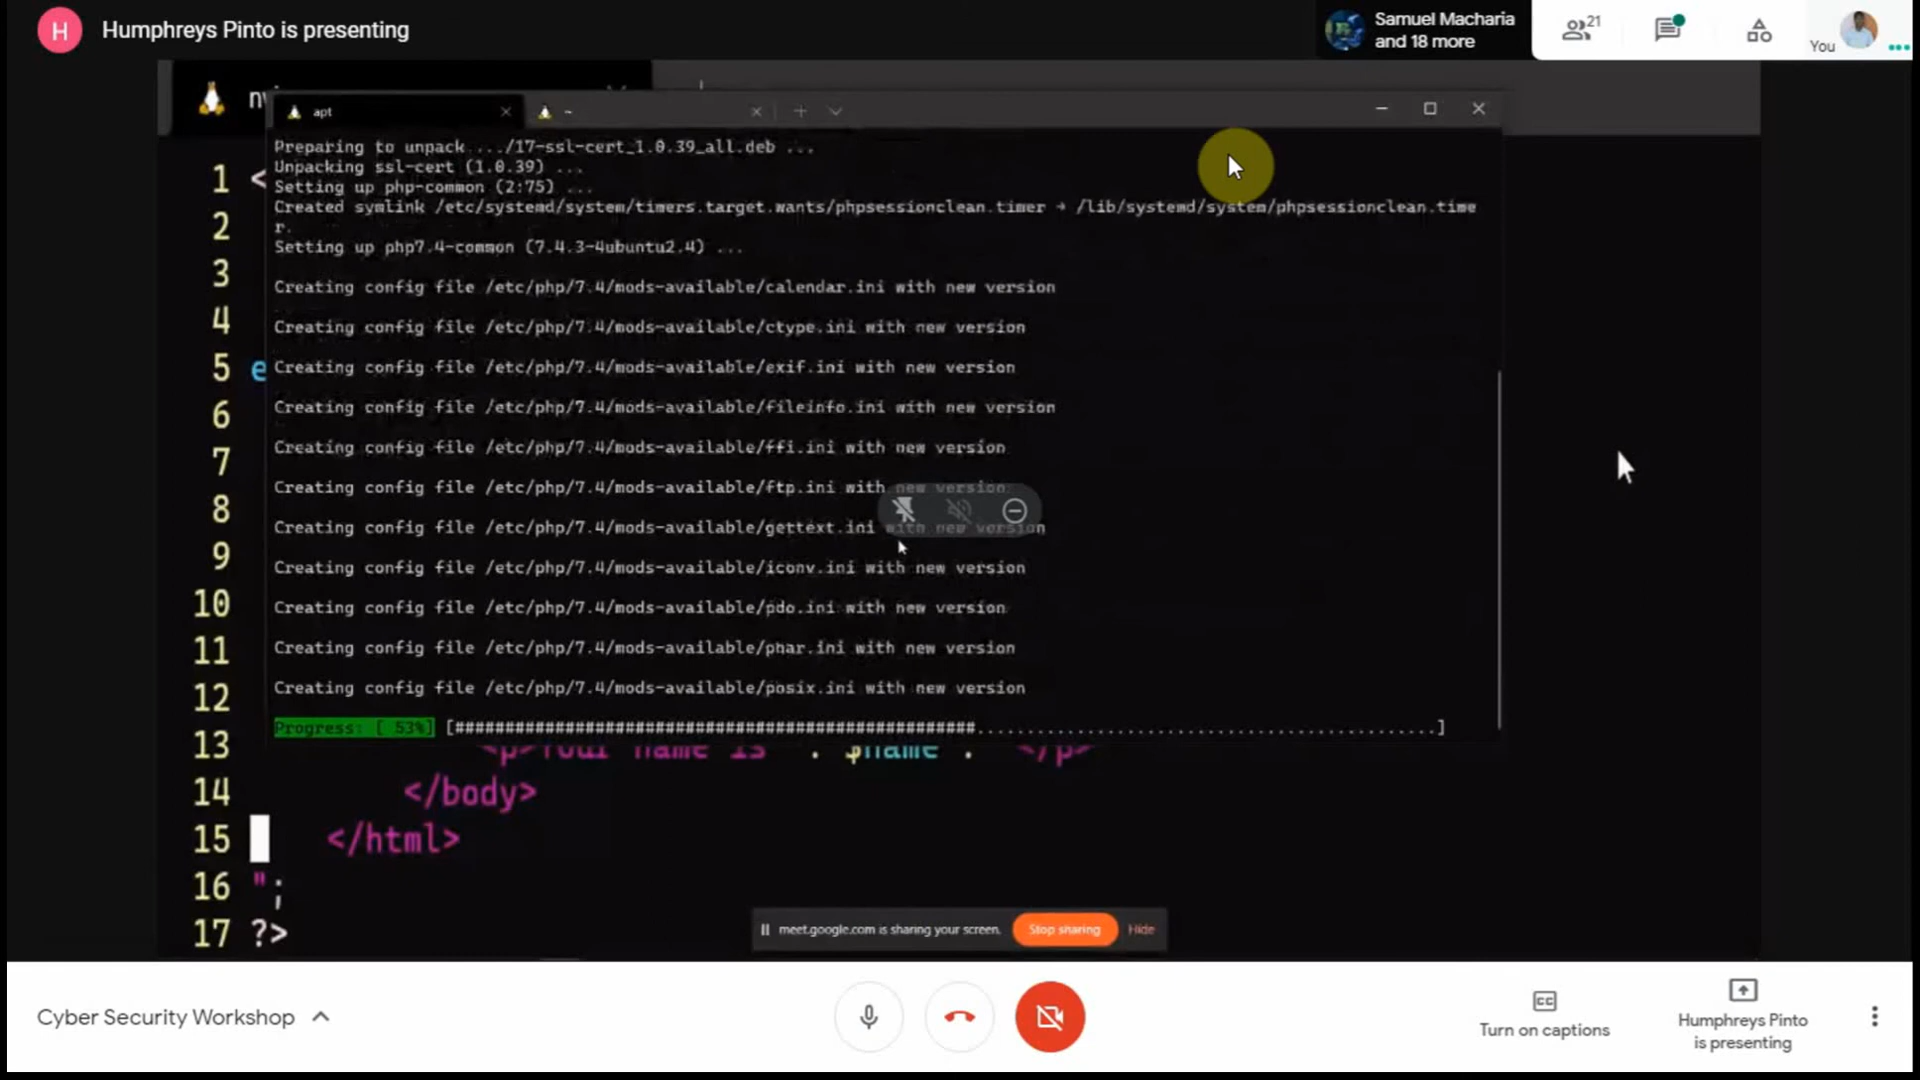 H Humphreys Pinto is presenting
Samuel Macharia
and 18 more
21
You
apt
~
Preparing to unpack .../17-ssl-cert_1.0.39_all.deb ...
Unpacking ssl-cert (1.0.39) ...
Setting up php-common (2:75) ...
Created symlink /etc/systemd/system/timers.target.wants/phpsessionclean.timer → /lib/systemd/system/phpsessionclean.time
r.
Setting up php7.4-common (7.4.3-4ubuntu2.4) ...
Creating config file /etc/php/7.4/mods-available/calendar.ini with new version
Creating config file /etc/php/7.4/mods-available/ctype.ini with new version
Creating config file /etc/php/7.4/mods-available/exif.ini with new version
Creating config file /etc/php/7.4/mods-available/fileinfo.ini with new version
Creating config file /etc/php/7.4/mods-available/ffi.ini with new version
Creating config file /etc/php/7.4/mods-available/ftp.ini with new version
Creating config file /etc/php/7.4/mods-available/gettext.ini with new version
Creating config file /etc/php/7.4/mods-available/iconv.ini with new version
Creating config file /etc/php/7.4/mods-available/pdo.ini with new version
Creating config file /etc/php/7.4/mods-available/phar.ini with new version
Creating config file /etc/php/7.4/mods-available/posix.ini with new version
Progress: [ 53%] [####################################################..............................................]
1 <
2
3
4
5 e
6
7
8
9
10
11
12
13 <p>Your name is " . $name . " </p>
14 </body>
15 </html>
16 ";
17 ?>
meet.google.com is sharing your screen. Stop sharing Hide
Cyber Security Workshop
Turn on captions
Humphreys Pinto
is presenting